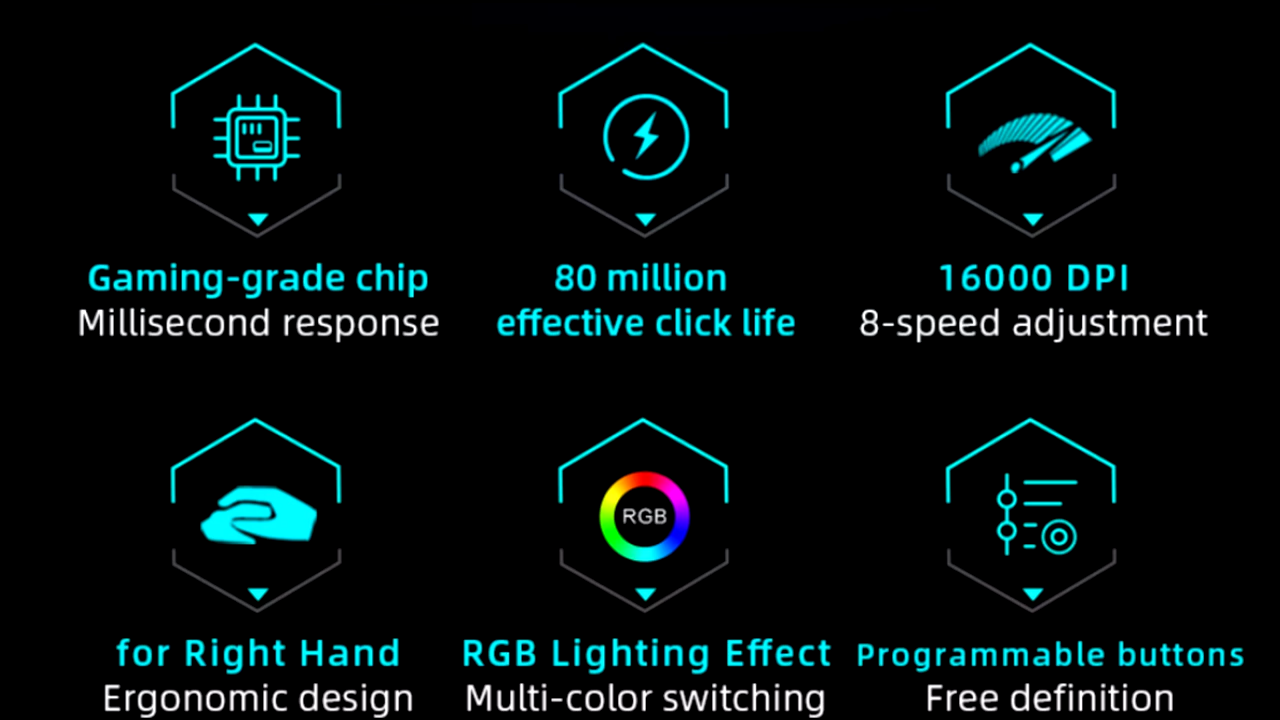 Gaming-grade chip
Millisecond response
80 million
effective click life
16000 DPI
8-speed adjustment
RGB
for Right Hand
Ergonomic design
RGB Lighting Effect
Multi-color switching
Programmable buttons
Free definition